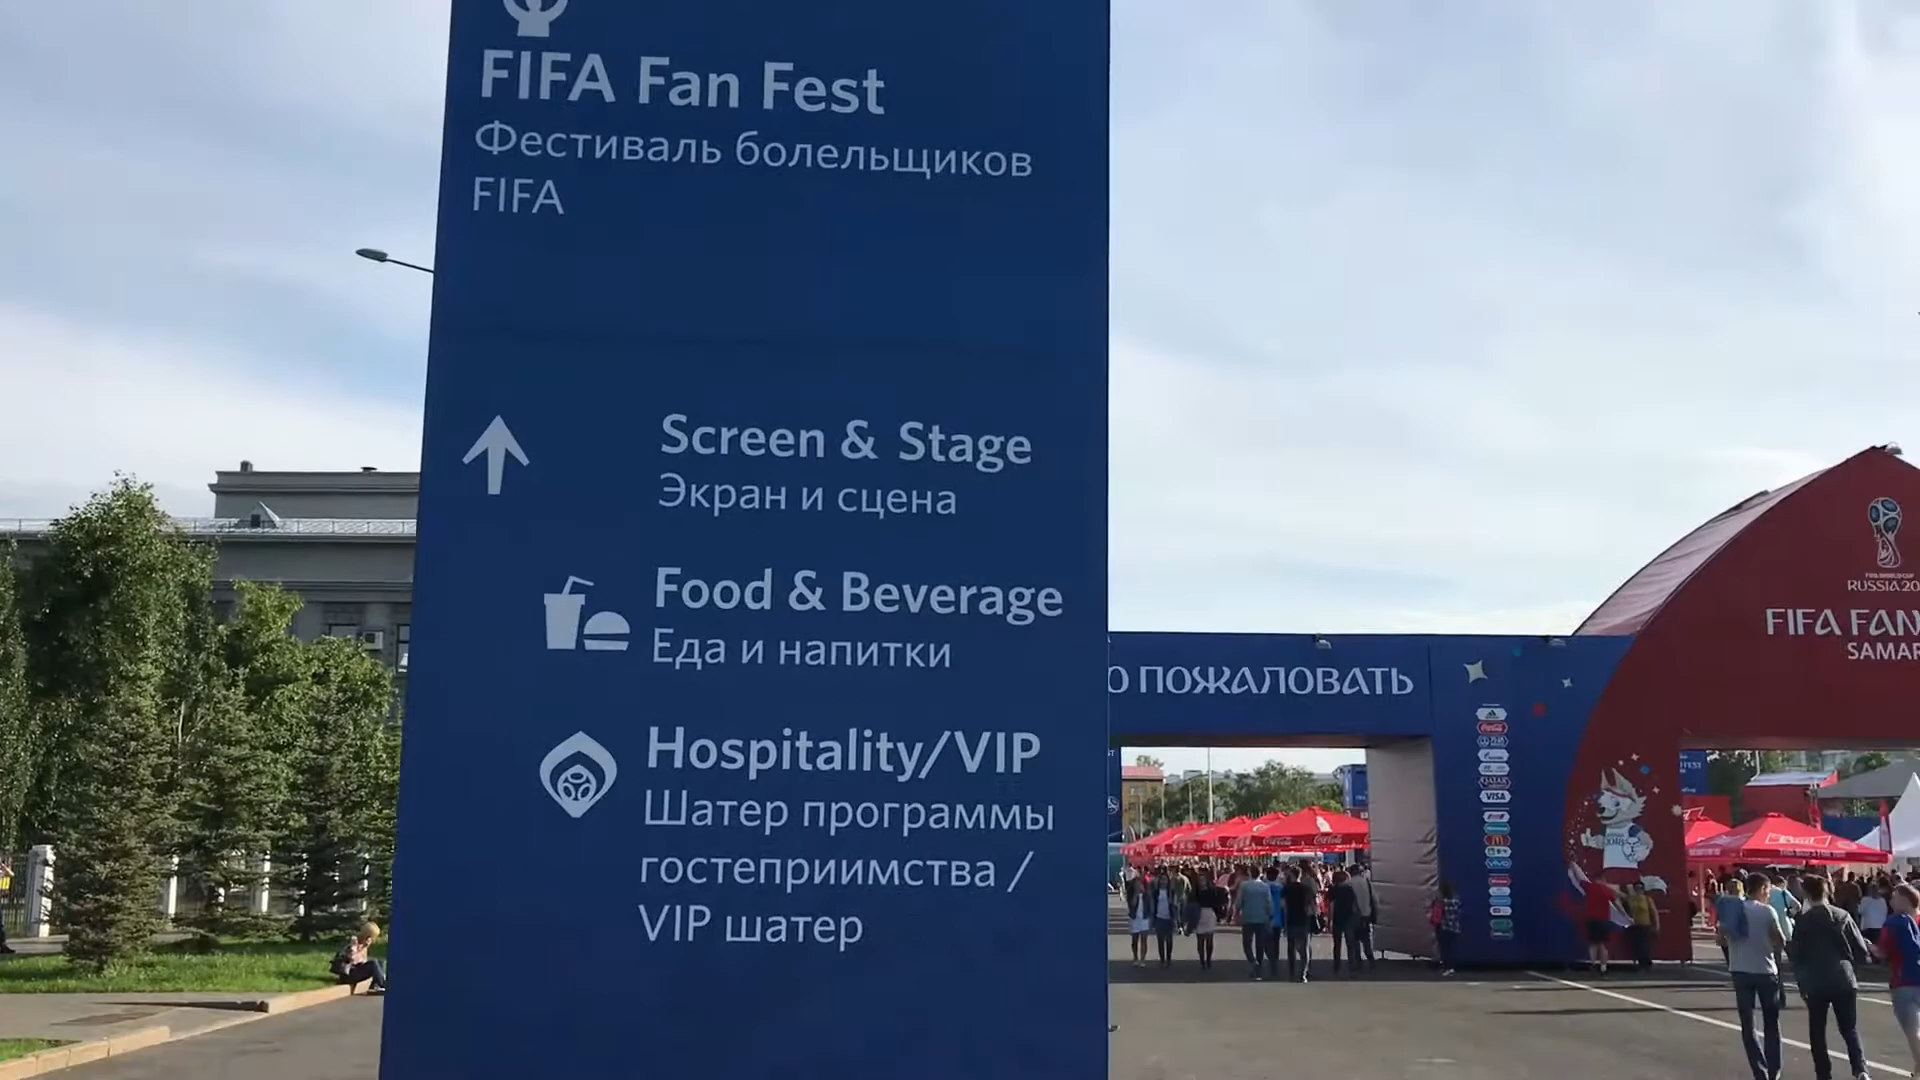 FIFA Fan Fest
Фестиваль болельщиков
FIFA
Screen & Stage
Экран и сцена
Food & Beverage
Еда и напитки
Hospitality/VIP
Шатер программы
гостеприимства /
VIP шатер
О ПОЖАЛОВАТЬ
RUSSIA 20
FIFA FAN
SAMAR
VISA